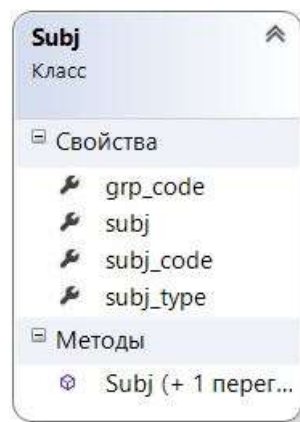 Subj
Класс
Свойства
grp_code
subj
subj_code
subj_type
Методы
Subj (+ 1 перег...